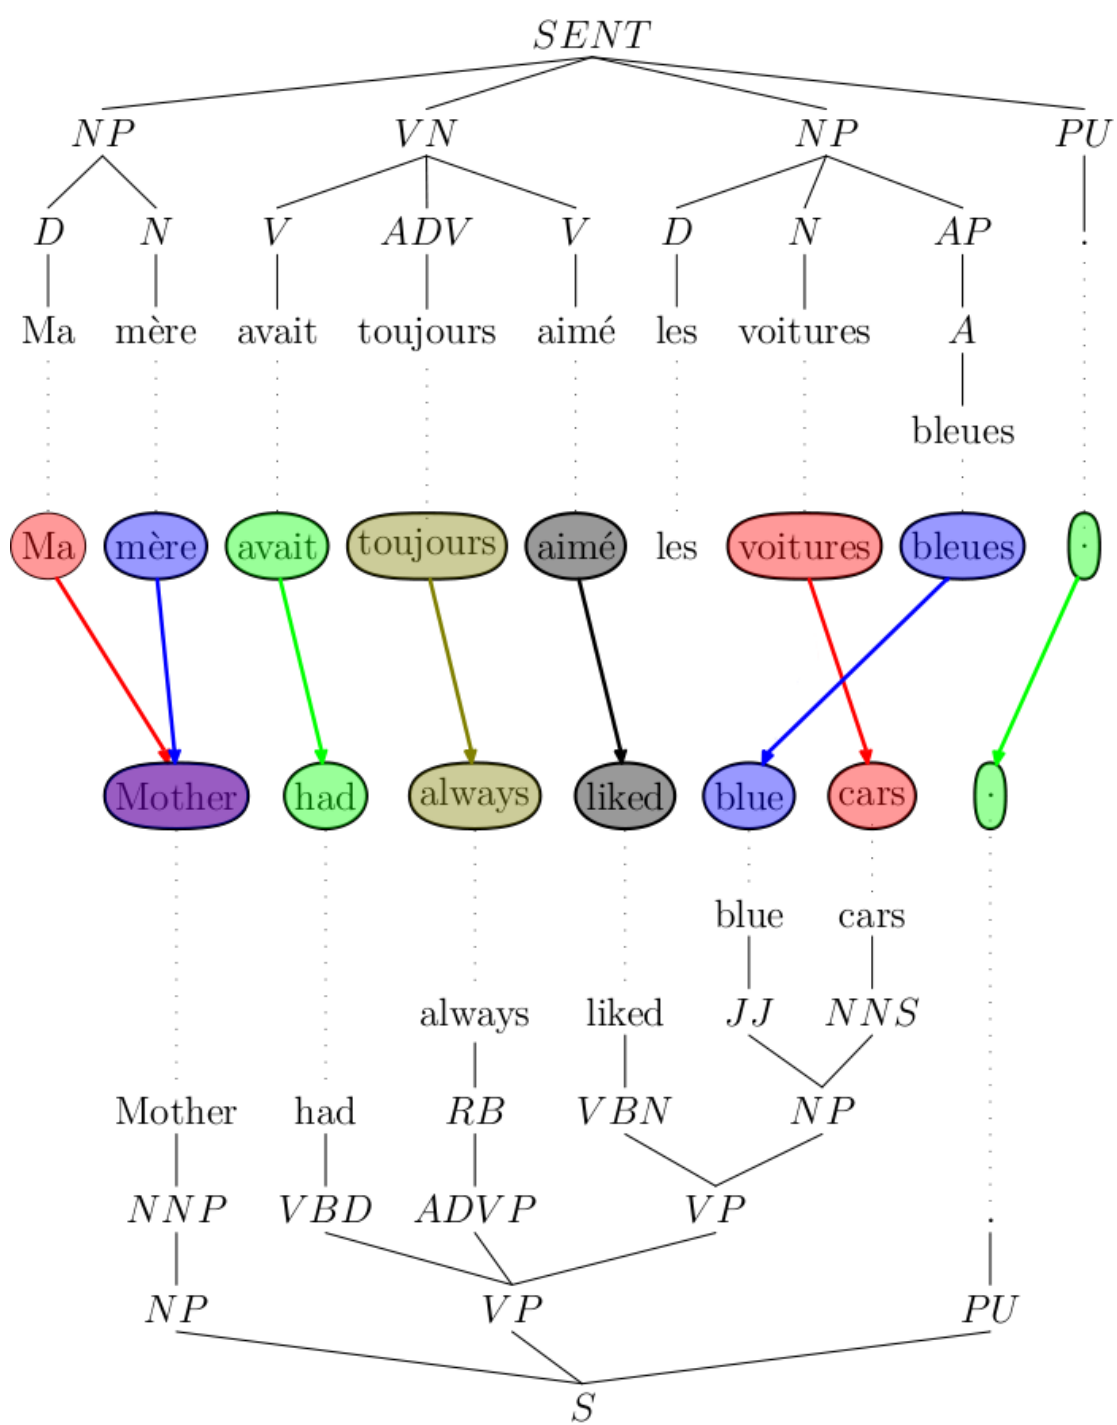 SENT
NP VN NP PU
D N V ADV V D N AP .
Ma mère avait toujours aimé les voitures A
bleues
Ma mère avait toujours aimé les voitures bleues .
Mother had always liked blue cars .
blue cars
always liked JJ NNS
Mother had RB VBN NP
NNP VBD ADVP VP .
NP VP PU
S